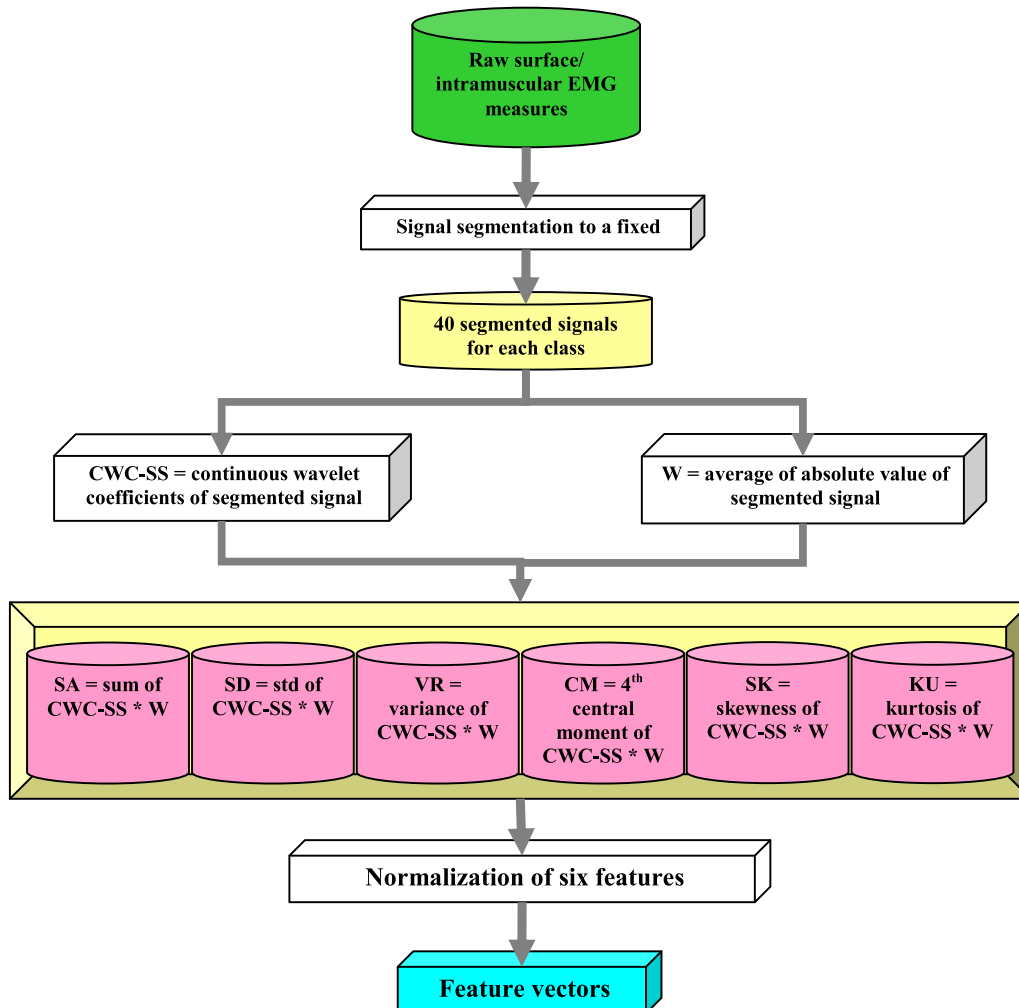 Raw surface/
intramuscular EMG
measures
Signal segmentation to a fixed
40 segmented signals
for each class
CWC-SS = continuous wavelet
coefficients of segmented signal
W = average of absolute value of
segmented signal
SA = sum of
CWC-SS * W
SD = std of
CWC-SS * W
VR =
variance of
CWC-SS * W
CM = 4th
central
moment of
CWC-SS * W
SK =
skewness of
CWC-SS * W
KU =
kurtosis of
CWC-SS * W
Normalization of six features
Feature vectors